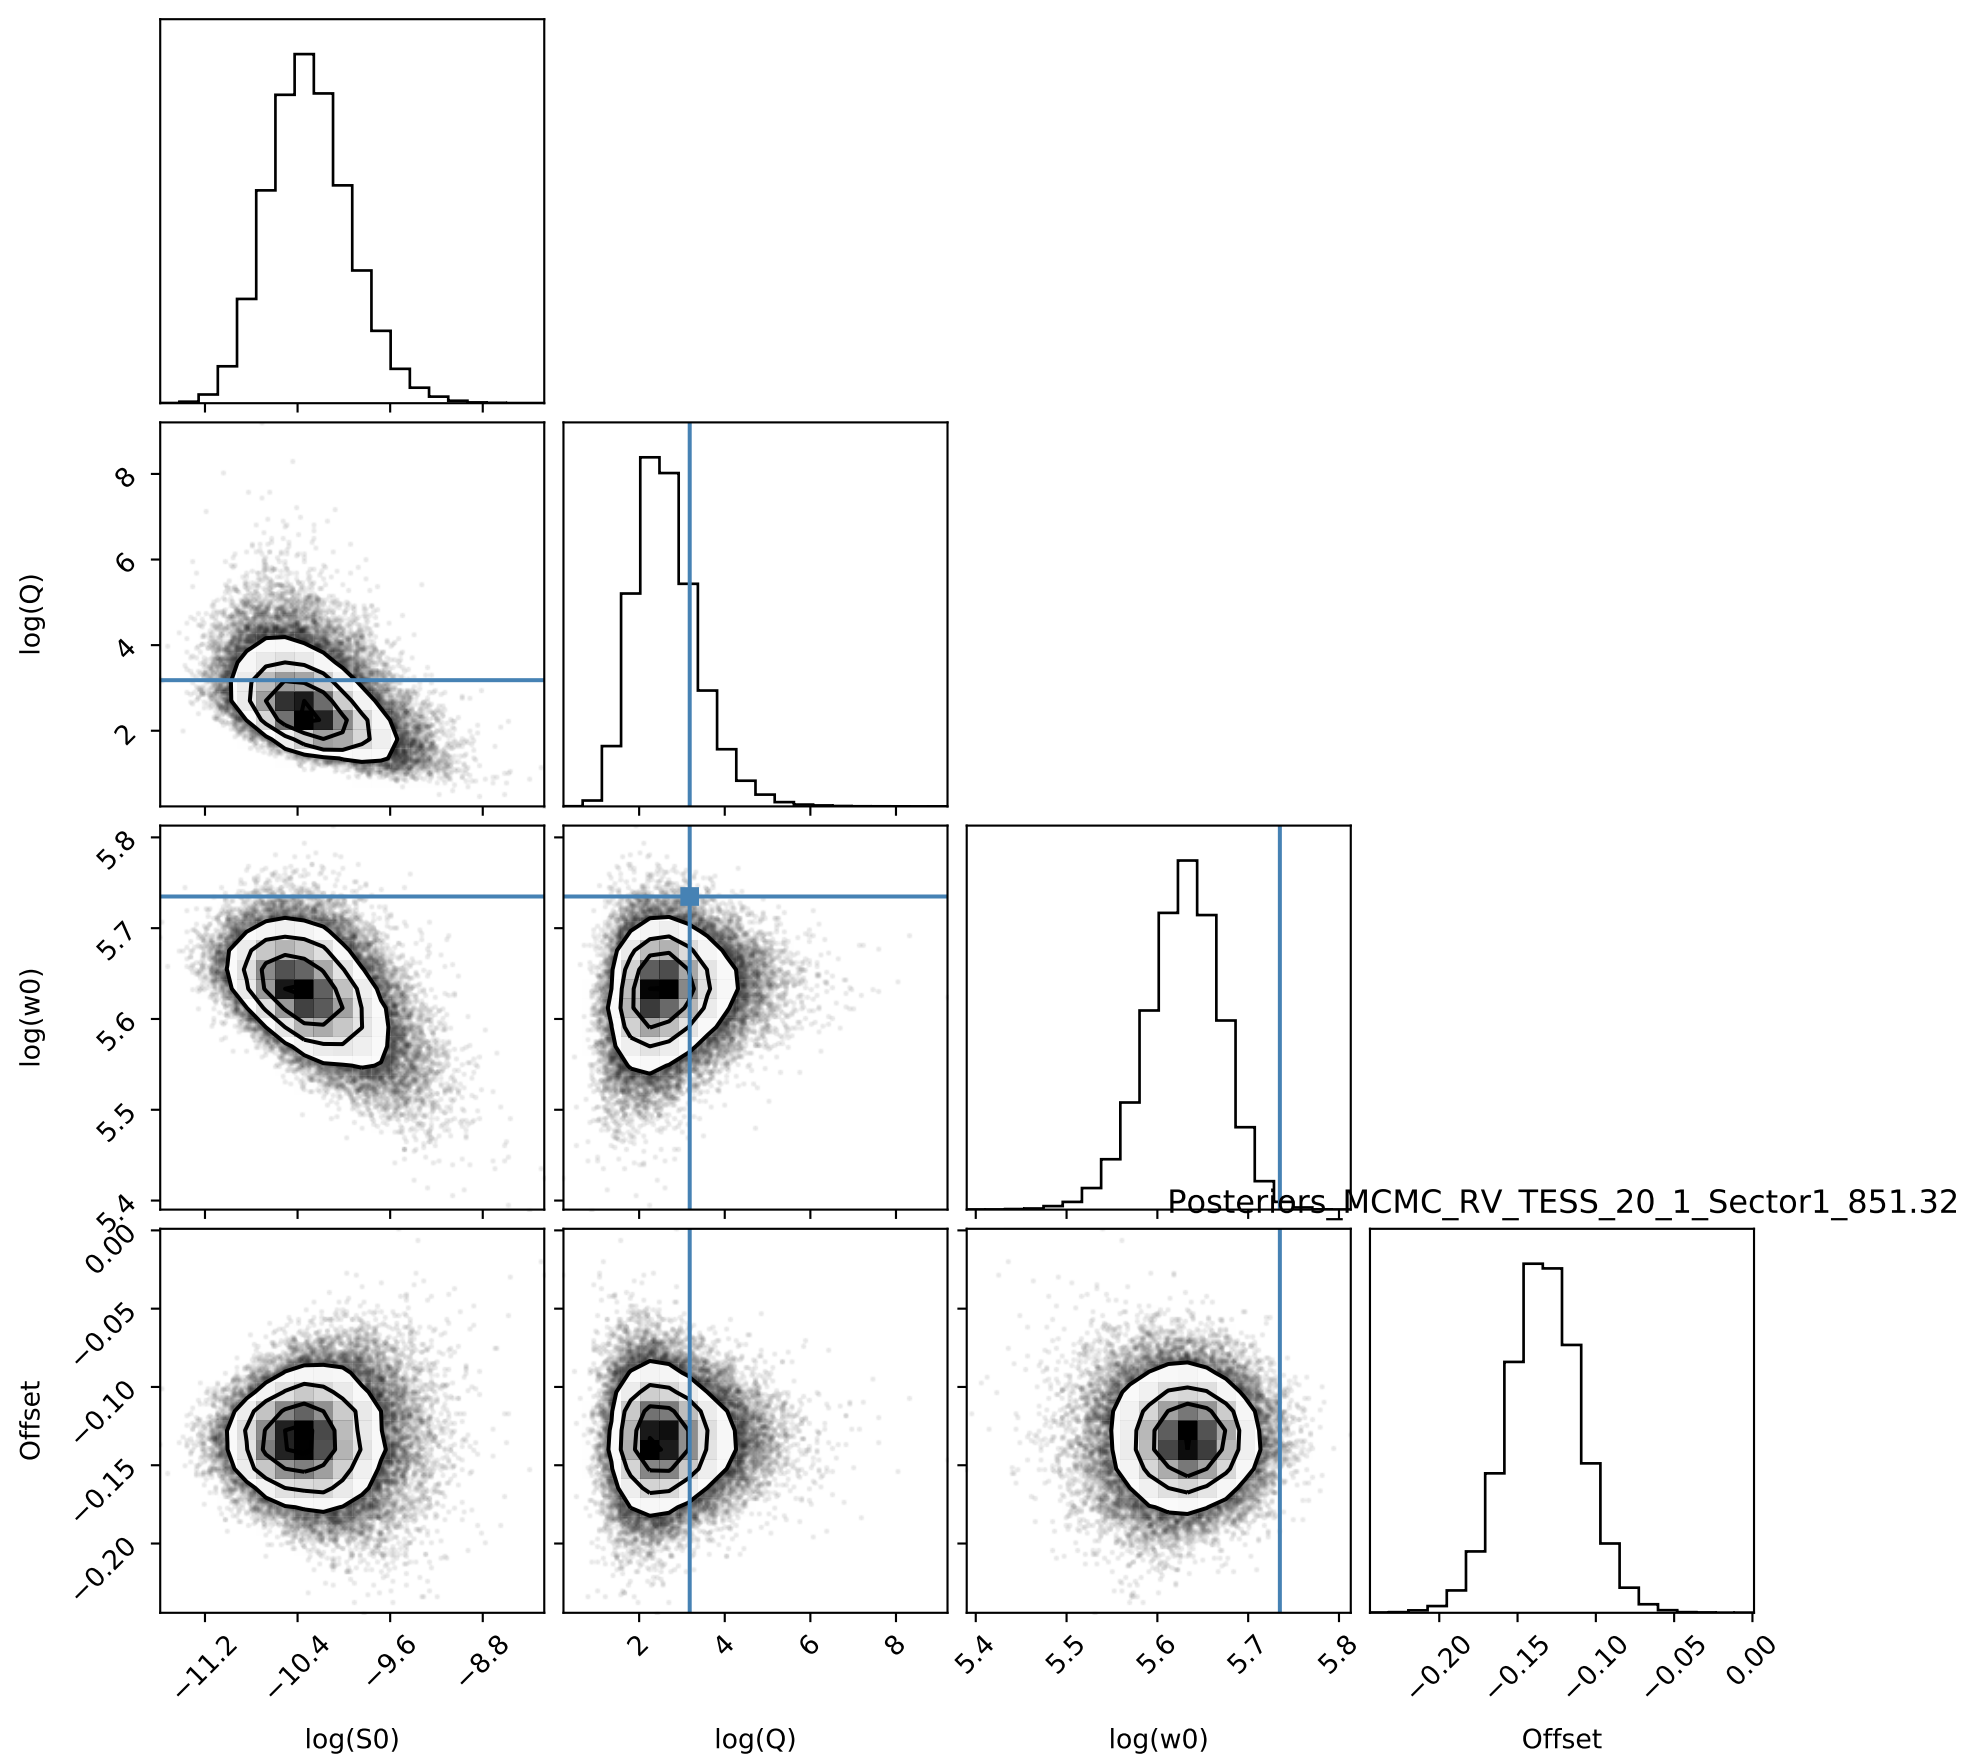 log(Q)
8
6
4
2
log(w0)
5.8
5.7
5.6
5.5
5.4
Posteriors_MCMC_RV_TESS_20_1_Sector1_851.32
Offset
0.00
−0.05
−0.10
−0.15
−0.20
−11.2 −10.4 −9.6 −8.8
2 4 6 8
5.4 5.5 5.6 5.7 5.8
−0.20 −0.15 −0.10 −0.05 0.00
log(S0) log(Q) log(w0) Offset